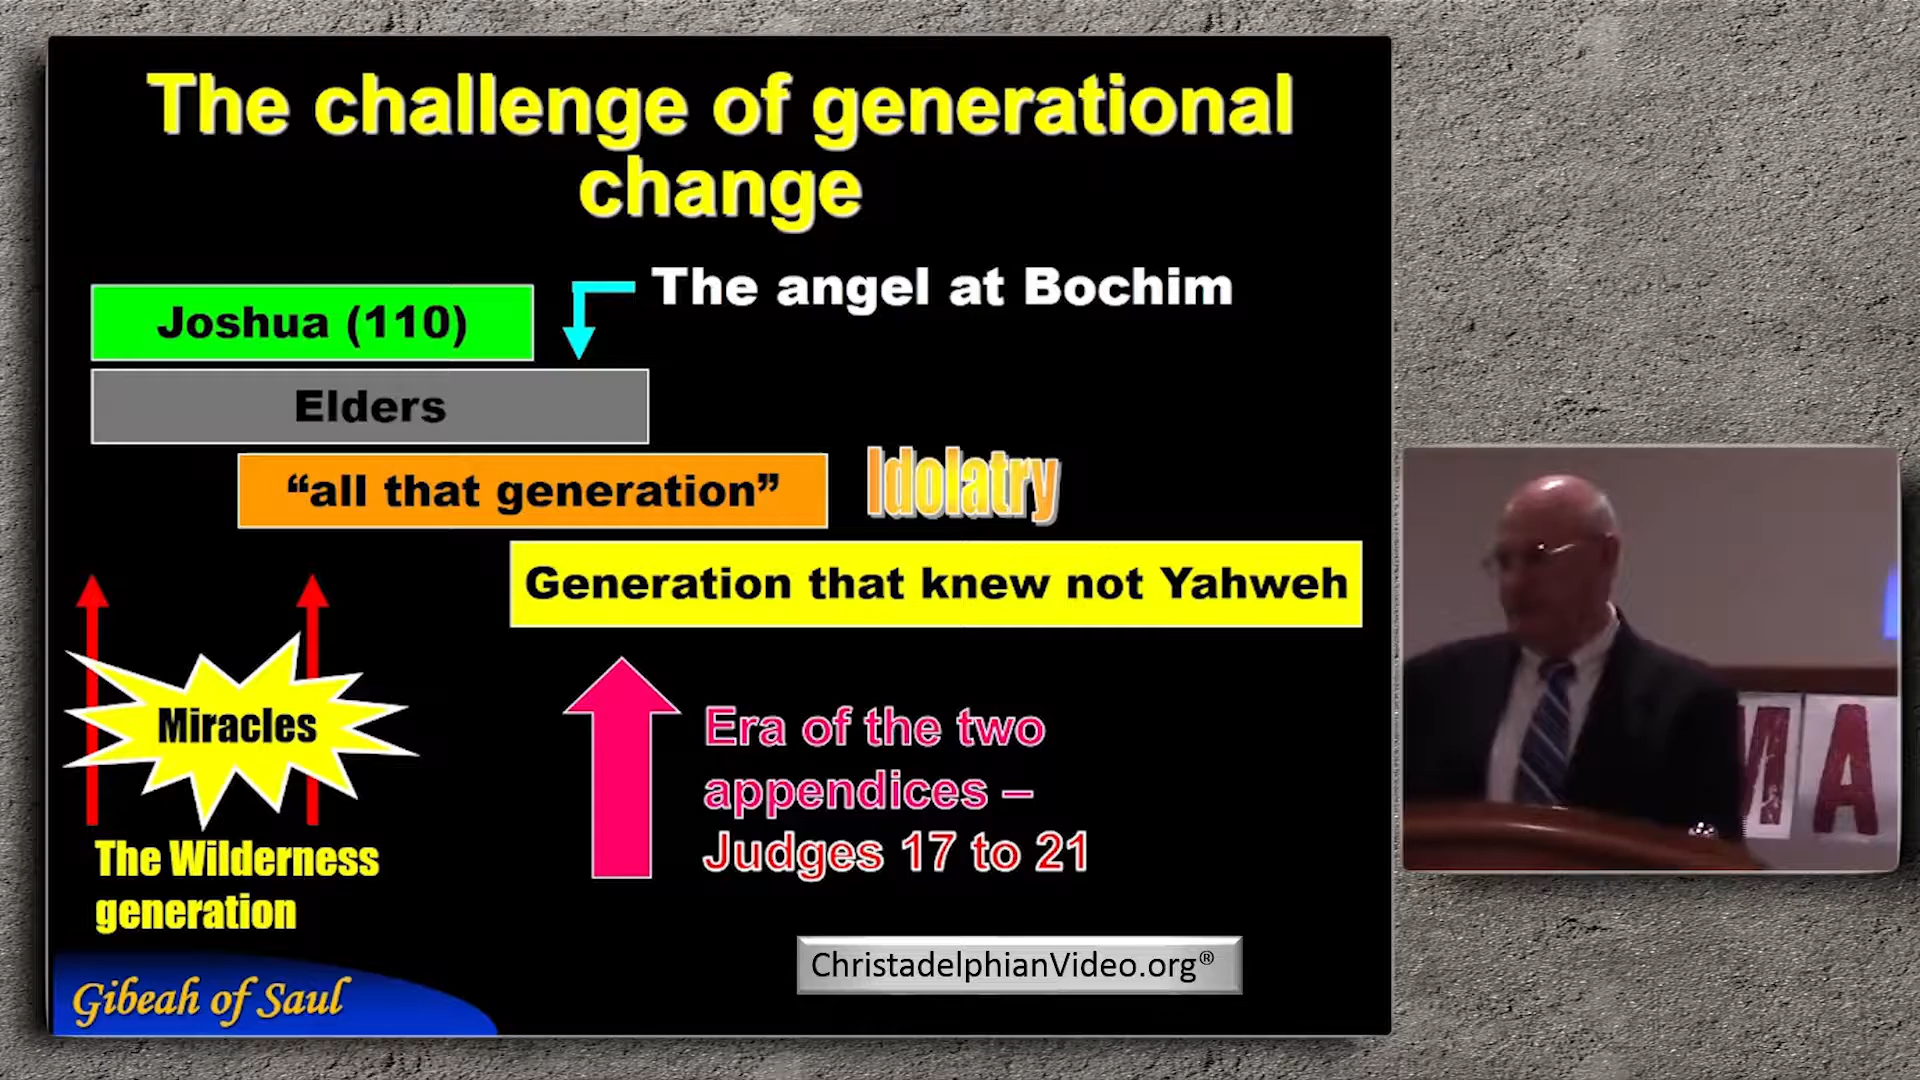 The challenge of generational
change
The angel at Bochim
Joshua (110)
Elders
“all that generation”
Idolatry
Generation that knew not Yahweh
Miracles
The Wilderness
generation
Era of the two
appendices –
Judges 17 to 21
ChristadelphianVideo.org®
Gibeah of Saul
A